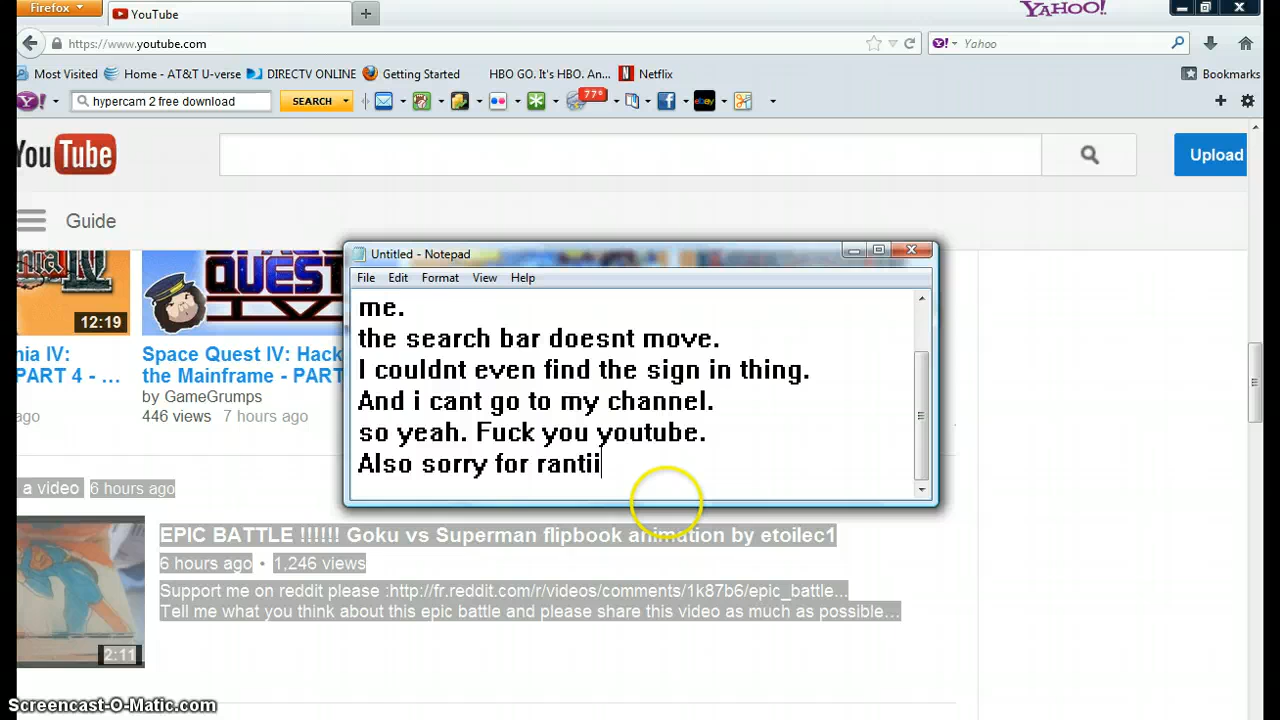 Firefox
YouTube
YAHOO!
https://www.youtube.com
Yahoo
Most Visited
Home - AT&T U-verse
DIRECTV ONLINE
Getting Started
HBO GO. It's HBO. An...
Netflix
Bookmarks
Y!
hypercam 2 free download
SEARCH
77°
ebay
YouTube
Upload
Guide
12:19
QUEST
nia IV:
PART 4 - ...
ago
Space Quest IV: Hack
the Mainframe - PART
by GameGrumps
446 views 7 hours ago
Untitled - Notepad
File Edit Format View Help
me.
the search bar doesnt move.
I couldnt even find the sign in thing.
And i cant go to my channel.
so yeah. Fuck you youtube.
Also sorry for rantii
a video 6 hours ago
EPIC BATTLE !!!!!! Goku vs Superman flipbook animation by etoilec1
6 hours ago • 1,246 views
Support me on reddit please :http://fr.reddit.com/r/videos/comments/1k87b6/epic_battle...
Tell me what you think about this epic battle and please share this video as much as possible...
2:11
Screencast-O-Matic.com